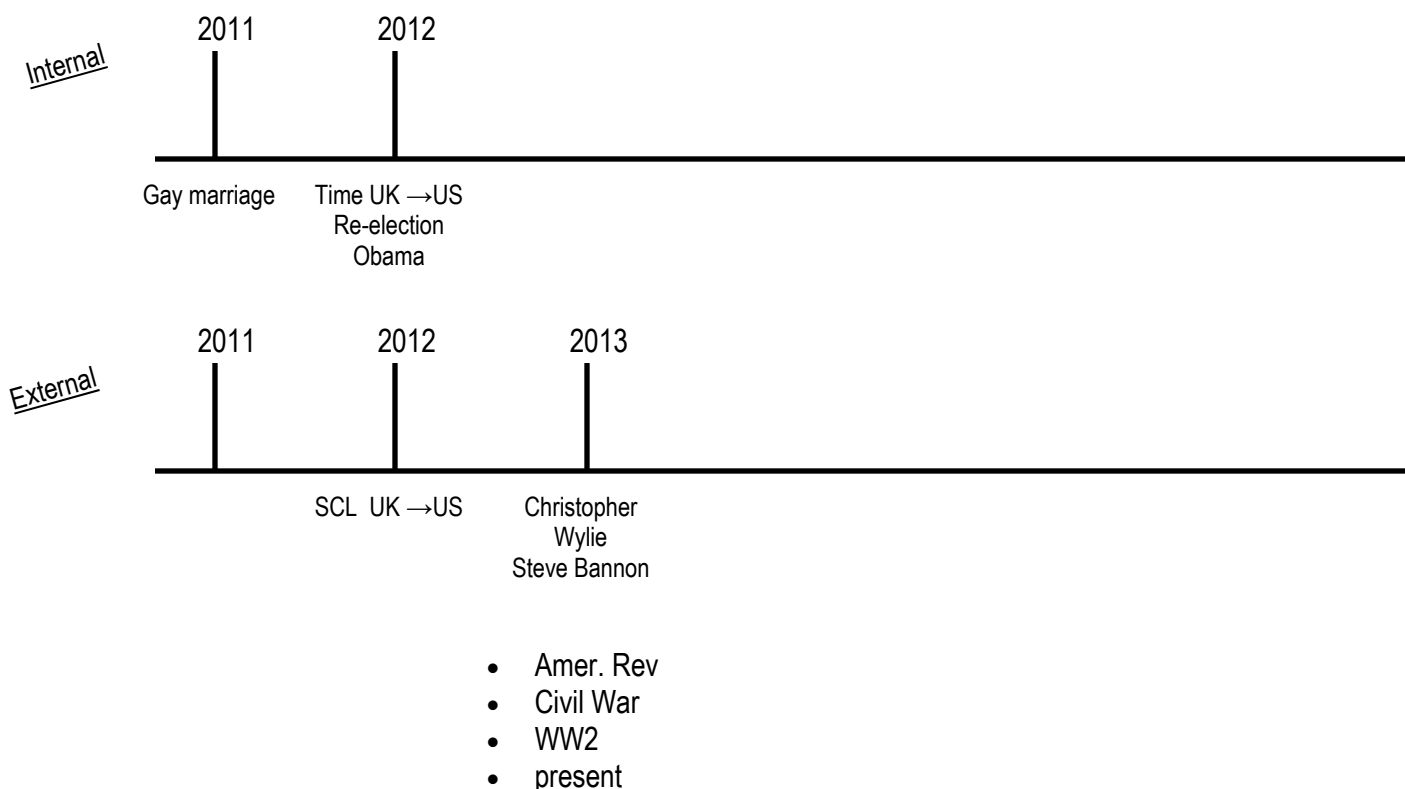 2011 2012
Internal
Gay marriage Time UK →US
Re-election
Obama
2011 2012 2013
External
SCL UK →US Christopher
Wylie
Steve Bannon
• Amer. Rev
• Civil War
• WW2
• present